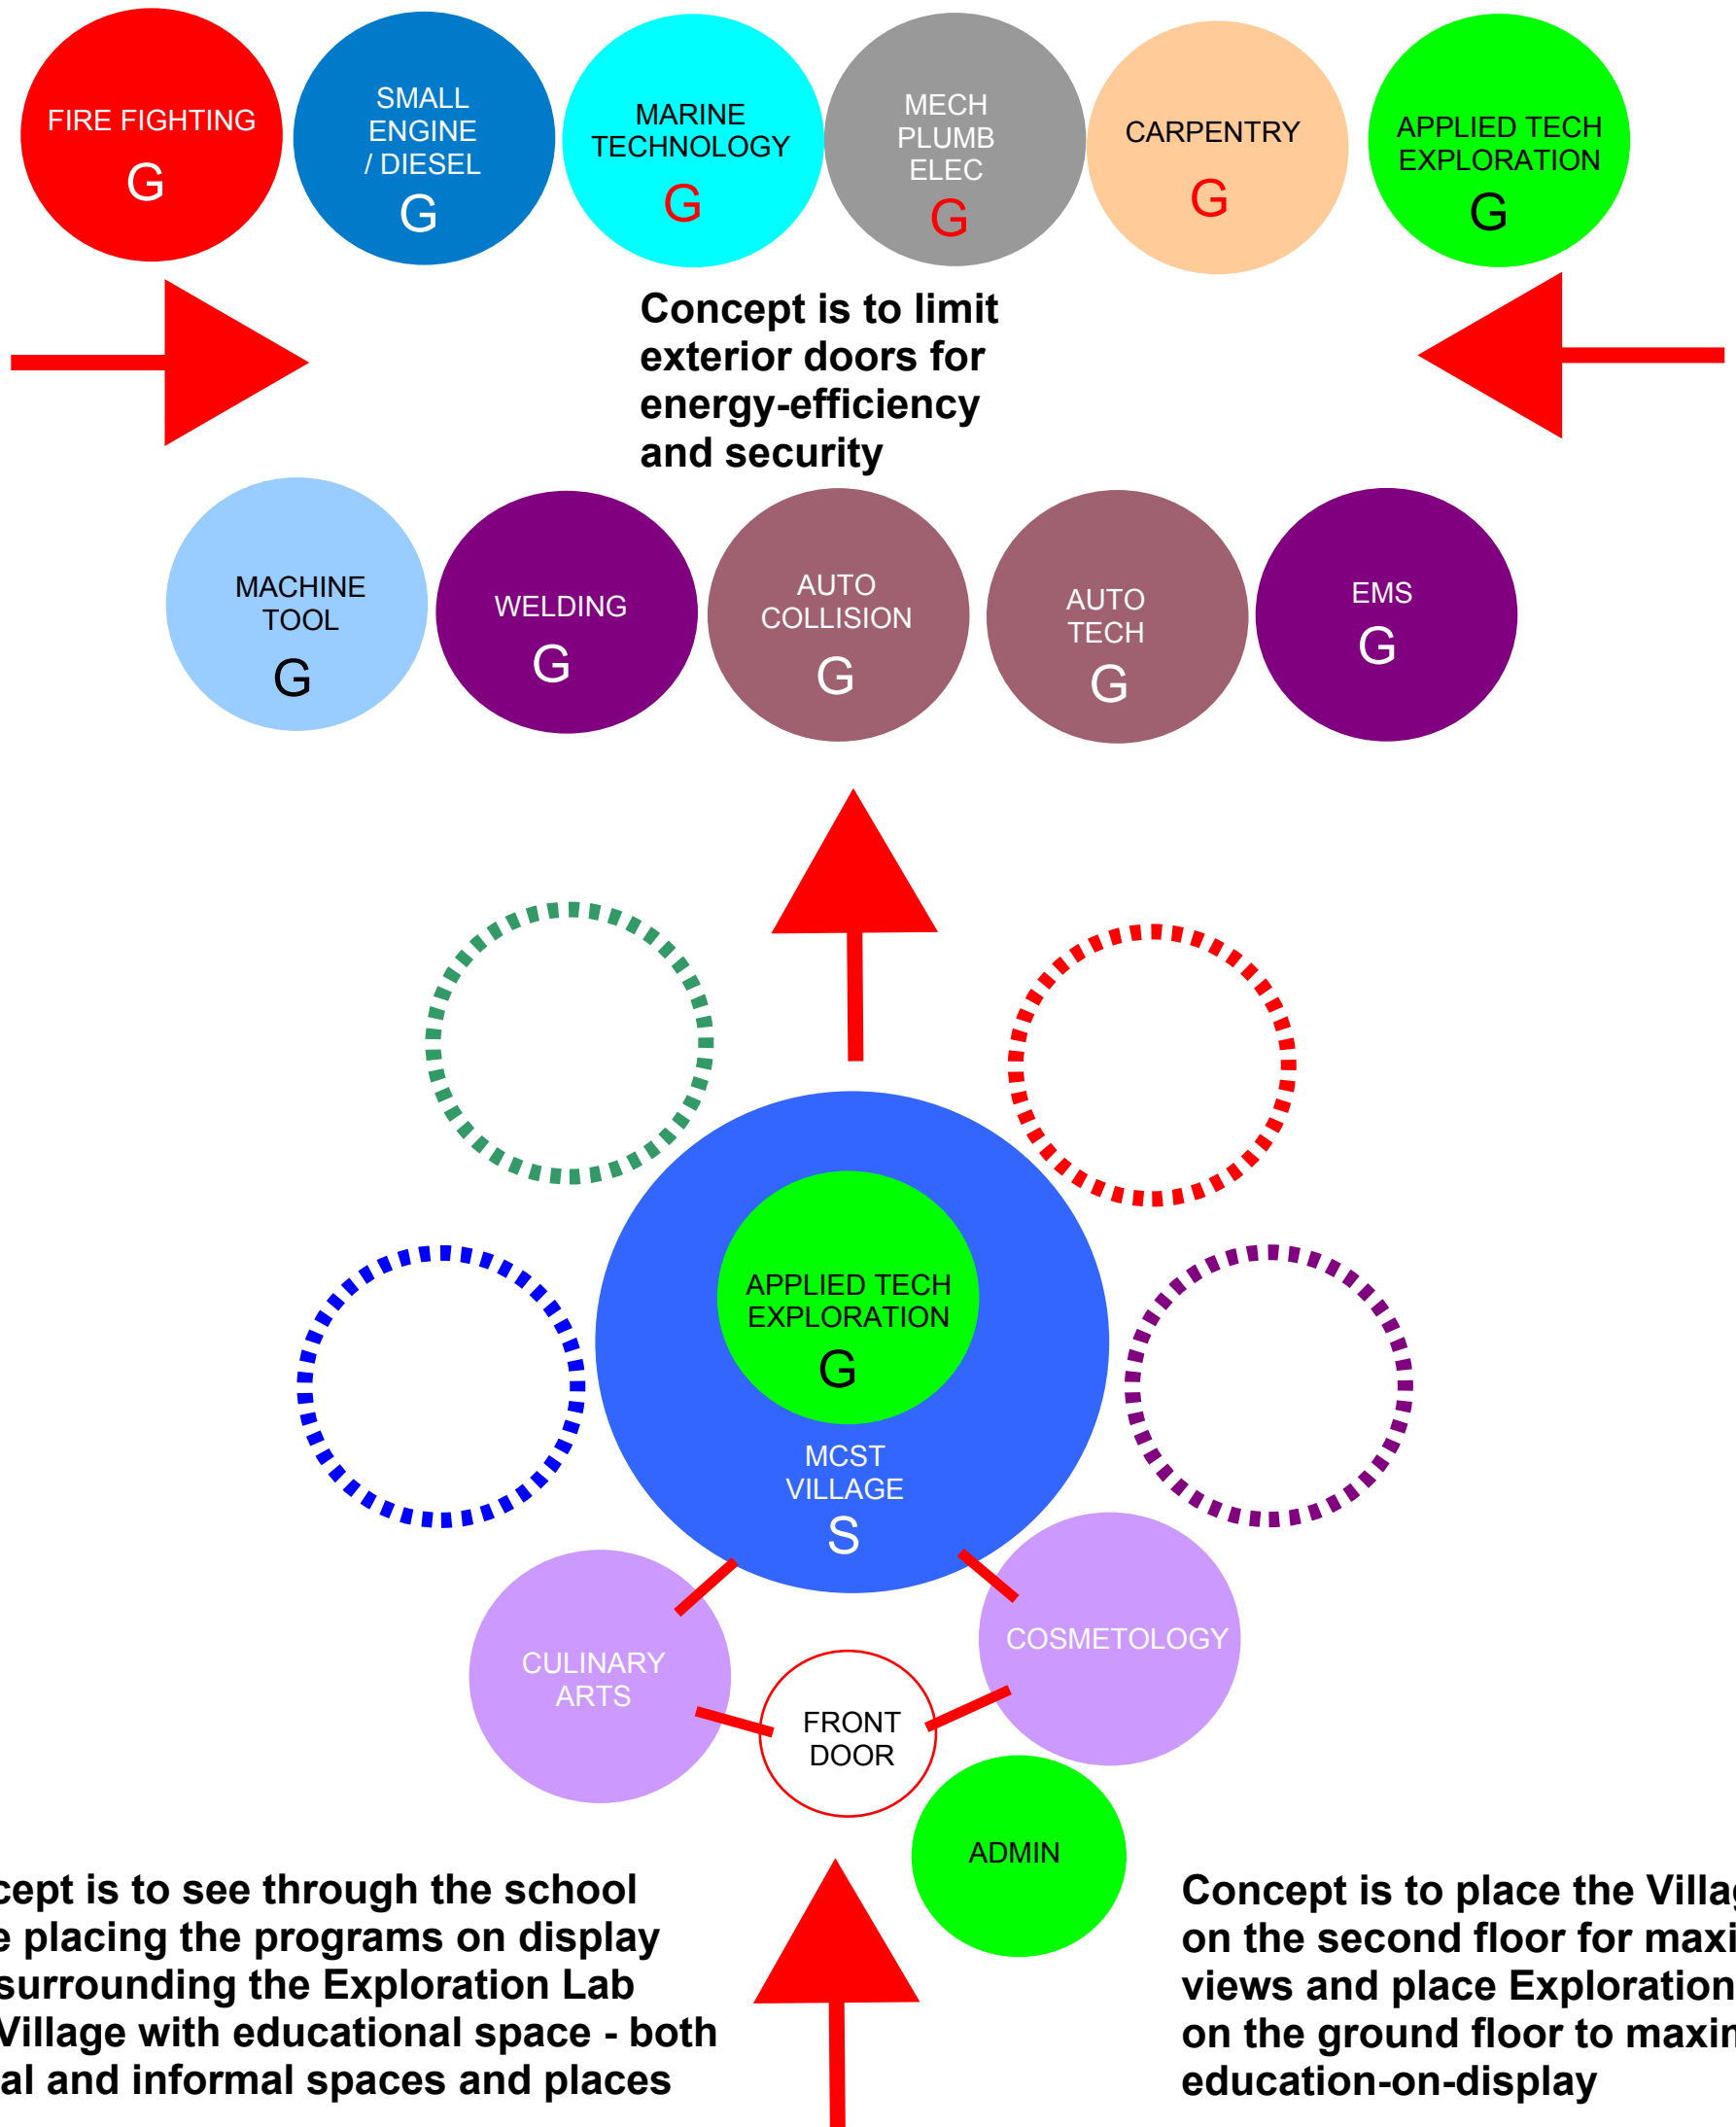 FIRE FIGHTING
G
SMALL
ENGINE
/ DIESEL
G
MARINE
TECHNOLOGY
G
MECH
PLUMB
ELEC
G
CARPENTRY
G
APPLIED TECH
EXPLORATION
G
Concept is to limit
exterior doors for
energy-efficiency
and security
MACHINE
TOOL
G
WELDING
G
AUTO
COLLISION
G
AUTO
TECH
G
EMS
G
APPLIED TECH
EXPLORATION
G
MCST
VILLAGE
S
CULINARY
ARTS
COSMETOLOGY
FRONT
DOOR
ADMIN
cept is to see through the school
e placing the programs on display
surrounding the Exploration Lab
Village with educational space - both
al and informal spaces and places
Concept is to place the Villag
on the second floor for maxi
views and place Exploration
on the ground floor to maxin
education-on-display